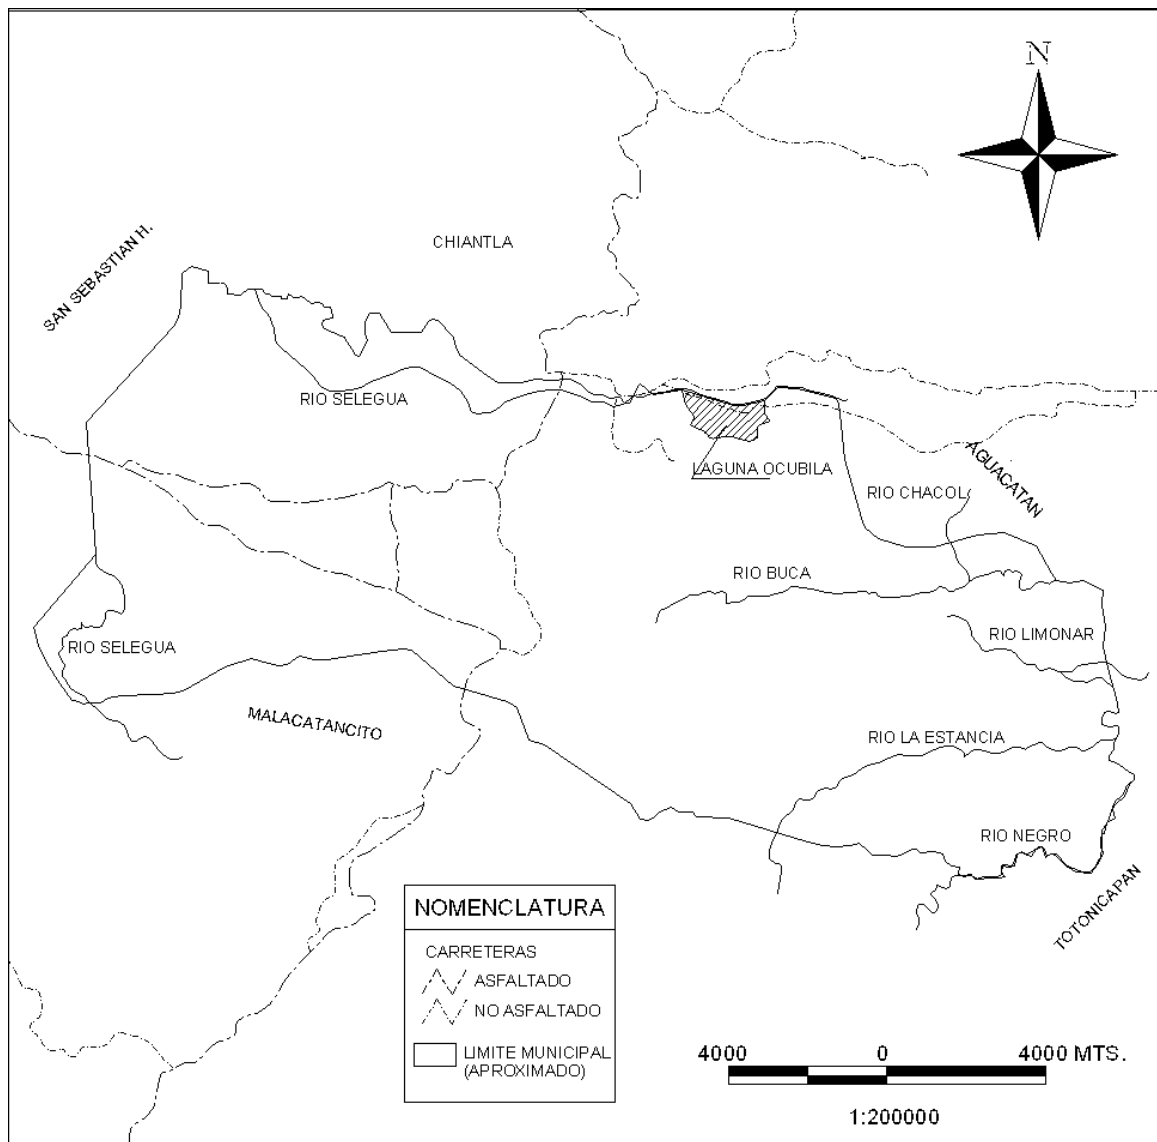 N
CHIANTLA
SAN SEBASTIAN H.
RIO SELEGUA
LAGUNA OCUBILA
AGUACATAN
RIO CHACOL
RIO BUCA
RIO LIMONAR
RIO SELEGUA
MALACATANCITO
RIO LA ESTANCIA
RIO NEGRO
TOTONICAPAN
NOMENCLATURA
CARRETERAS
ASFALTADO
NO ASFALTADO
LIMITE MUNICIPAL
(APROXIMADO)
4000 0 4000 MTS.
1:200000